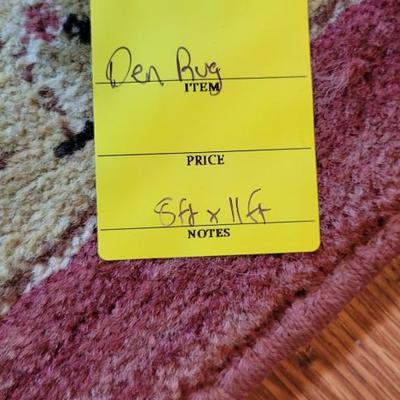 Den Rug
ITEM
PRICE
8ft x 11ft
NOTES